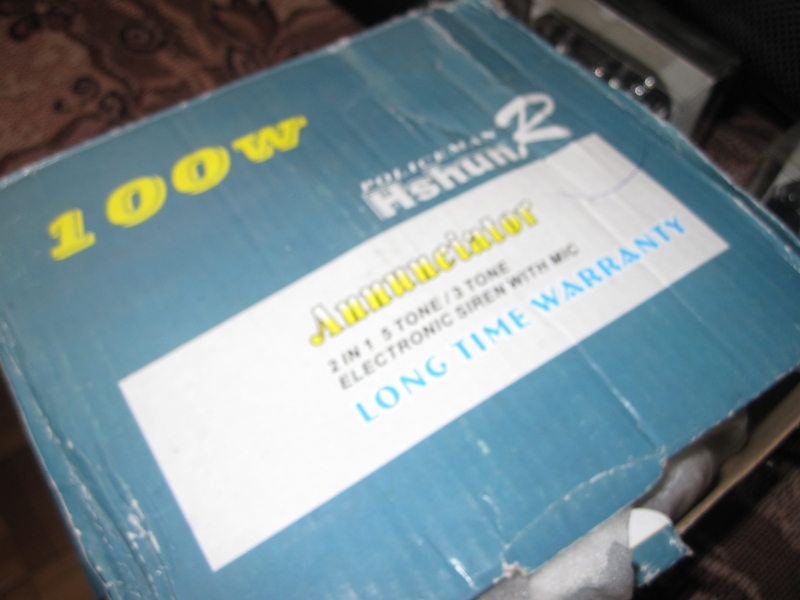 100W
POLICEMAN
Hshun R
Annunciator
2 IN 1 5 TONE / 3 TONE
ELECTRONIC SIREN WITH MIC
LONG TIME WARRANTY